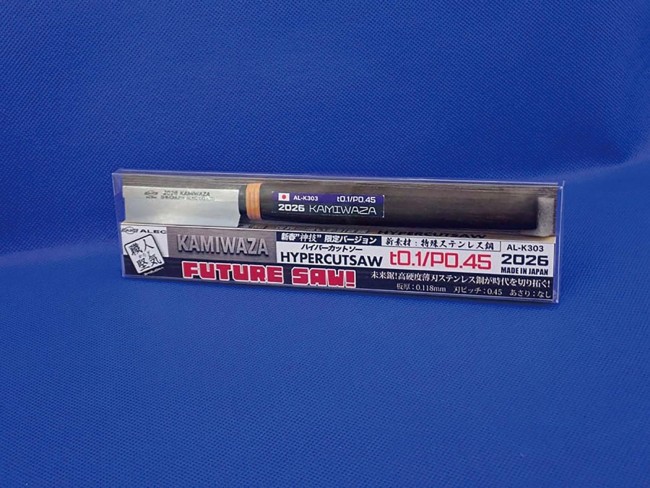 2026 KAMIWAZA
AL-K303
t0.1/P0.45
2026 KAMIWAZA
ALEC
職人
堅気
KAMIWAZA
新春"神技"限定バージョン
ハイパーカットソー
HYPERCUTSAW
新素材:特殊ステンレス鋼
t0.1/P0.45
AL-K303
2026
MADE IN JAPAN
FUTURE SAW!
未来鋸!高硬度薄刃ステンレス鋼が時代を切り拓く!
板厚:0.118mm 刃ピッチ:0.45 あさり:なし